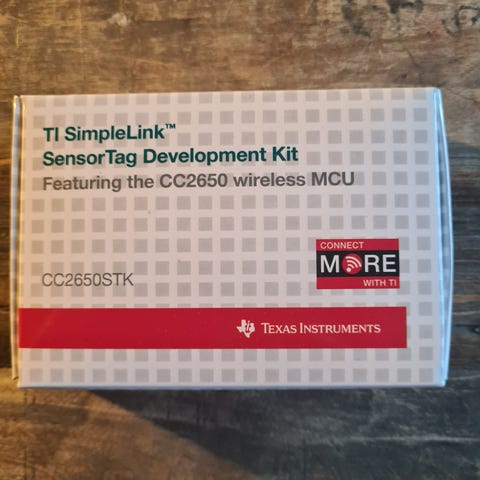 TI SimpleLink™
SensorTag Development Kit
Featuring the CC2650 wireless MCU
CONNECT
MORE
WITH TI
CC2650STK
TEXAS INSTRUMENTS